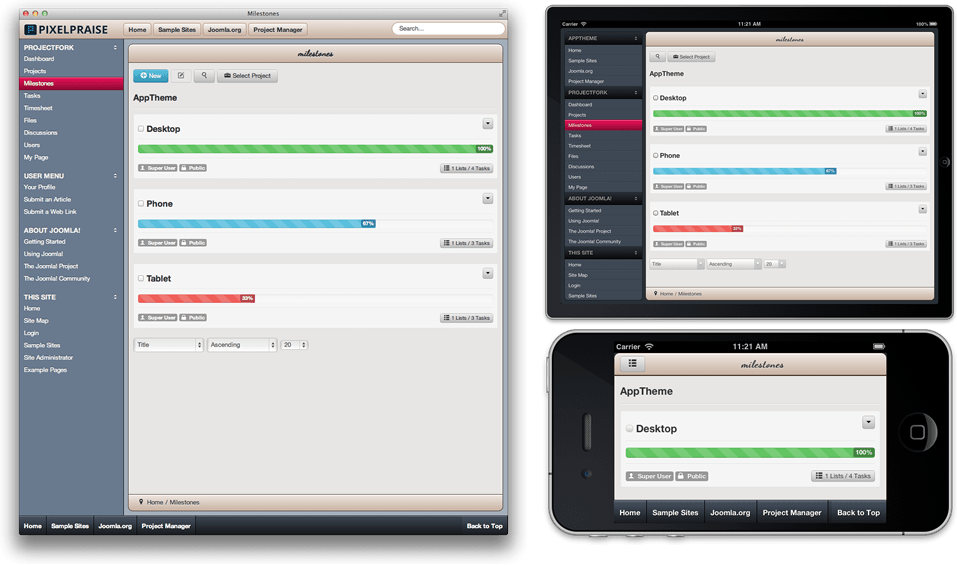 Milestones
PIXELPRAISE
Home
Sample Sites
Joomla.org
Project Manager
Search...
PROJECTFORK
Dashboard
Projects
Milestones
Tasks
Timesheet
Files
Discussions
Users
My Page
USER MENU
Your Profile
Submit an Article
Submit a Web Link
ABOUT JOOMLA!
Getting Started
Using Joomla!
The Joomla! Project
The Joomla! Community
THIS SITE
Home
Site Map
Login
Sample Sites
Site Administrator
Example Pages
milestones
New
Select Project
AppTheme
Desktop
100%
Super User
Public
1 Lists / 4 Tasks
Phone
67%
Super User
Public
1 Lists / 3 Tasks
Tablet
33%
Super User
Public
1 Lists / 3 Tasks
Title
Ascending
20
Home / Milestones
Home
Sample Sites
Joomla.org
Project Manager
Back to Top
Carrier
11:21 AM
100%
APPTHEME
Home
Sample Sites
Joomla.org
Project Manager
PROJECTFORK
Dashboard
Projects
Milestones
Tasks
Timesheet
Files
Discussions
Users
My Page
ABOUT JOOMLA!
Getting Started
Using Joomla!
The Joomla! Project
The Joomla! Community
THIS SITE
Home
Site Map
Login
Sample Sites
milestones
Select Project
AppTheme
Desktop
100%
Super User
Public
1 Lists / 4 Tasks
Phone
67%
Super User
Public
1 Lists / 3 Tasks
Tablet
33%
Super User
Public
1 Lists / 3 Tasks
Title
Ascending
20
Home / Milestones
Carrier
11:21 AM
milestones
AppTheme
Desktop
100%
Super User
Public
1 Lists / 4 Tasks
Home
Sample Sites
Joomla.org
Project Manager
Back to Top